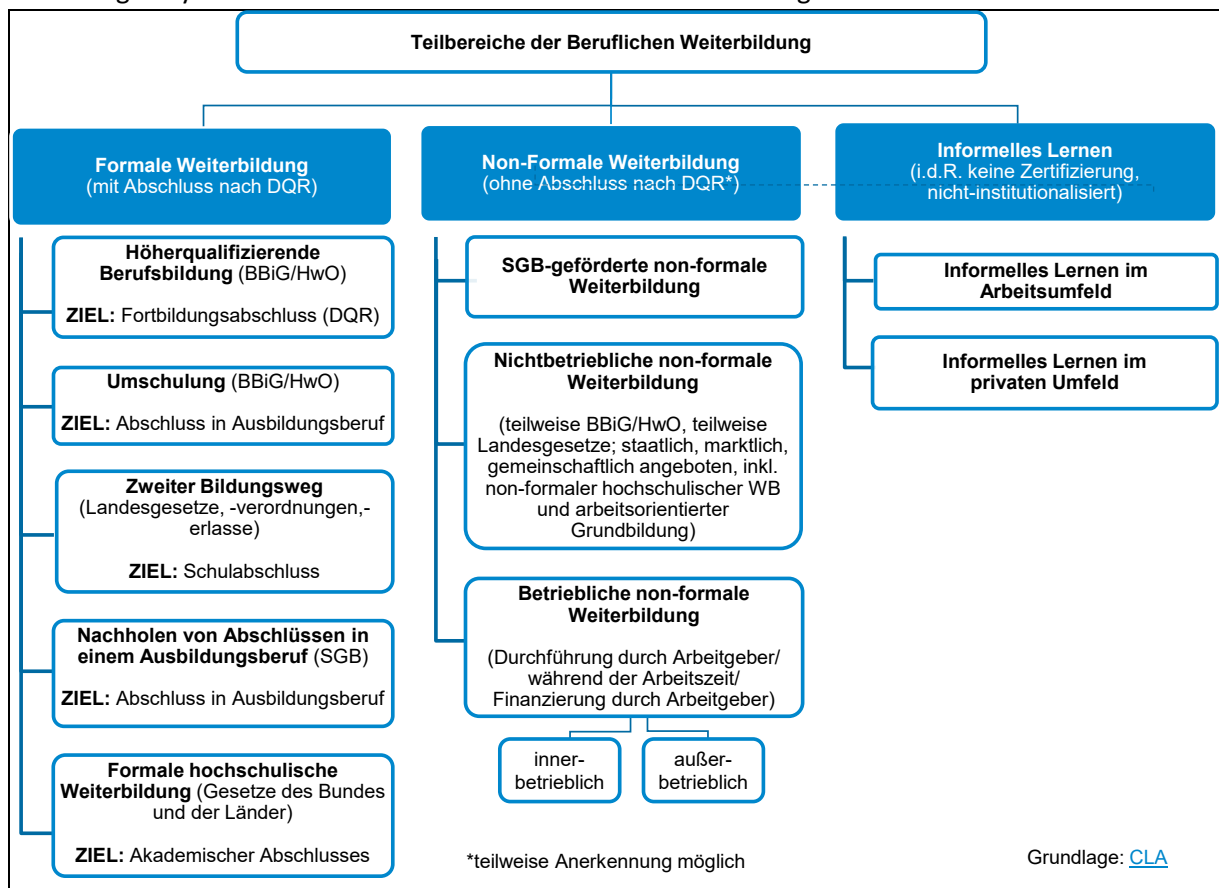 Teilbereiche der Beruflichen Weiterbildung
Formale Weiterbildung
(mit Abschluss nach DQR)
Höherqualifizierende
Berufsbildung (BBiG/HwO)
ZIEL: Fortbildungsabschluss (DQR)
Umschulung (BBiG/HwO)
ZIEL: Abschluss in Ausbildungsberuf
Zweiter Bildungsweg
(Landesgesetze, -verordnungen,-
erlasse)
ZIEL: Schulabschluss
Nachholen von Abschlüssen in
einem Ausbildungsberuf (SGB)
ZIEL: Abschluss in Ausbildungsberuf
Formale hochschulische
Weiterbildung (Gesetze des Bundes
und der Länder)
ZIEL: Akademischer Abschlusses
Non-Formale Weiterbildung
(ohne Abschluss nach DQR*)
SGB-geförderte non-formale
Weiterbildung
Nichtbetriebliche non-formale
Weiterbildung
(teilweise BBiG/HwO, teilweise
Landesgesetze; staatlich, marktlich,
gemeinschaftlich angeboten, inkl.
non-formaler hochschulischer WB
und arbeitsorientierter
Grundbildung)
Betriebliche non-formale
Weiterbildung
(Durchführung durch Arbeitgeber/
während der Arbeitszeit/
Finanzierung durch Arbeitgeber)
inner-
betrieblich
außer-
betrieblich
Informelles Lernen
(i.d.R. keine Zertifizierung,
nicht-institutionalisiert)
Informelles Lernen im
Arbeitsumfeld
Informelles Lernen im
privaten Umfeld
*teilweise Anerkennung möglich
Grundlage: CLA